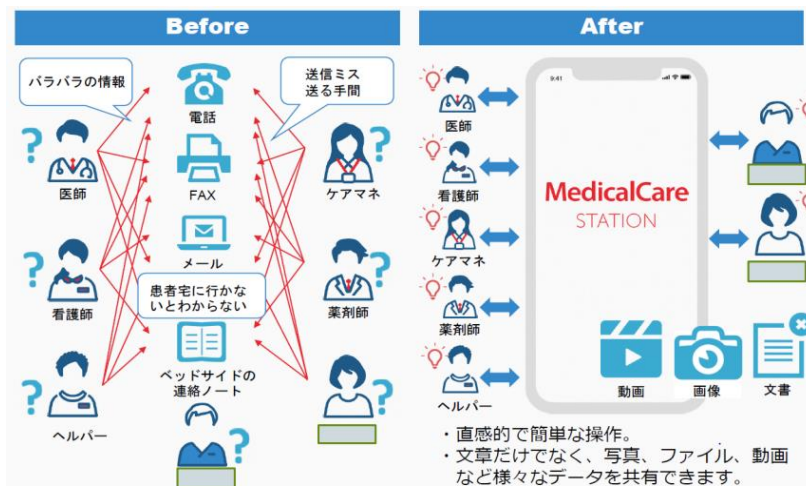 Before
バラバラの情報
送信ミス
送る手間
電話
医師
FAX
ケアマネ
メール
患者宅に行かな
いとわからない
看護師
薬剤師
ベッドサイドの
連絡ノート
ヘルパー
?
?
?
?
?
?
?
After
9:41
医師
看護師
ケアマネ
薬剤師
ヘルパー
MedicalCare
STATION
動画
画像
文書
・直感的で簡単な操作。
・文章だけでなく、写真、ファイル、動画
など様々なデータを共有できます。